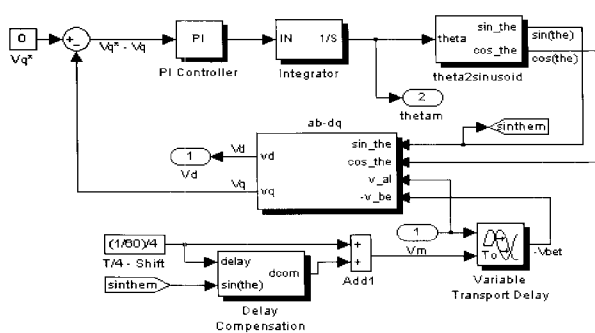 0
Vq*
Vq* - Vq
PI
PI Controller
IN 1/S
Integrator
theta
sin_the
cos_the
theta2sinusoid
sin(the)
cos(the)
2
thetam
sinthem
ab-dq
1
Vd
Vd
Vq
vd
vq
sin_the
cos_the
v_al
-v_be
(1/60)/4
T/4 - Shift
sinthem
delay
sin(the)
dcom
Delay
Compensation
Add1
1
Vm
To
-Vbet
Variable
Transport Delay